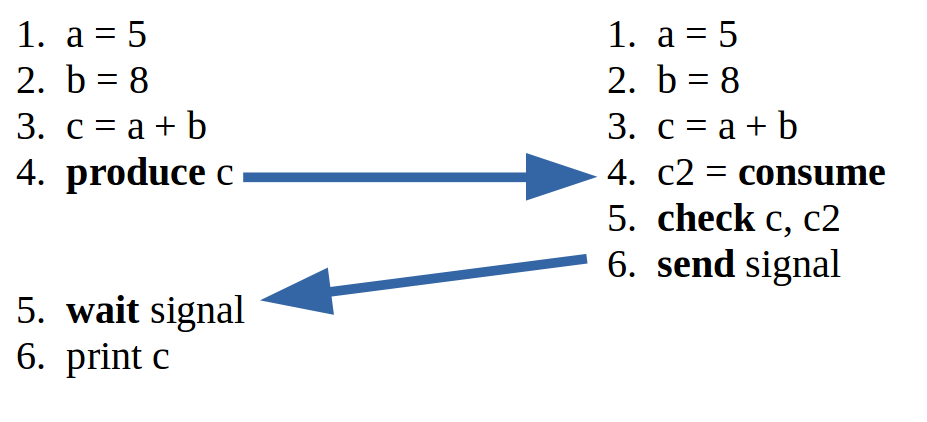 1. a = 5
2. b = 8
3. c = a + b
4. produce c
5. wait signal
6. print c
1. a = 5
2. b = 8
3. c = a + b
4. c2 = consume
5. check c, c2
6. send signal